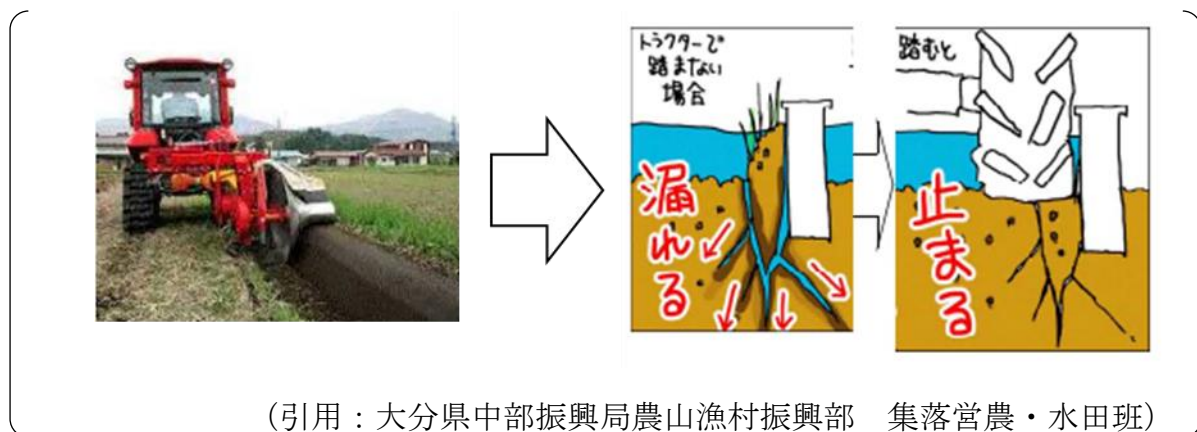 トラクターで
踏まない
場合
漏れる
踏むと
止まる
（引用：大分県中部振興局農山漁村振興部　集落営農・水田班）